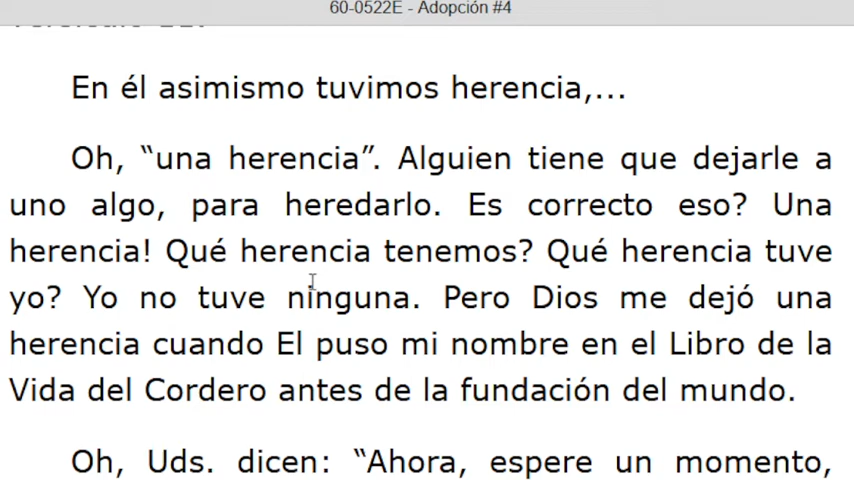 60-0522E - Adopción #4
En él asimismo tuvimos herencia,...
Oh, “una herencia”. Alguien tiene que dejarle a
uno algo, para heredarlo. Es correcto eso? Una
herencia! Qué herencia tenemos? Qué herencia tuve
yo? Yo no tuve ninguna. Pero Dios me dejó una
herencia cuando El puso mi nombre en el Libro de la
Vida del Cordero antes de la fundación del mundo.
Oh, Uds. dicen: “Ahora, espere un momento,